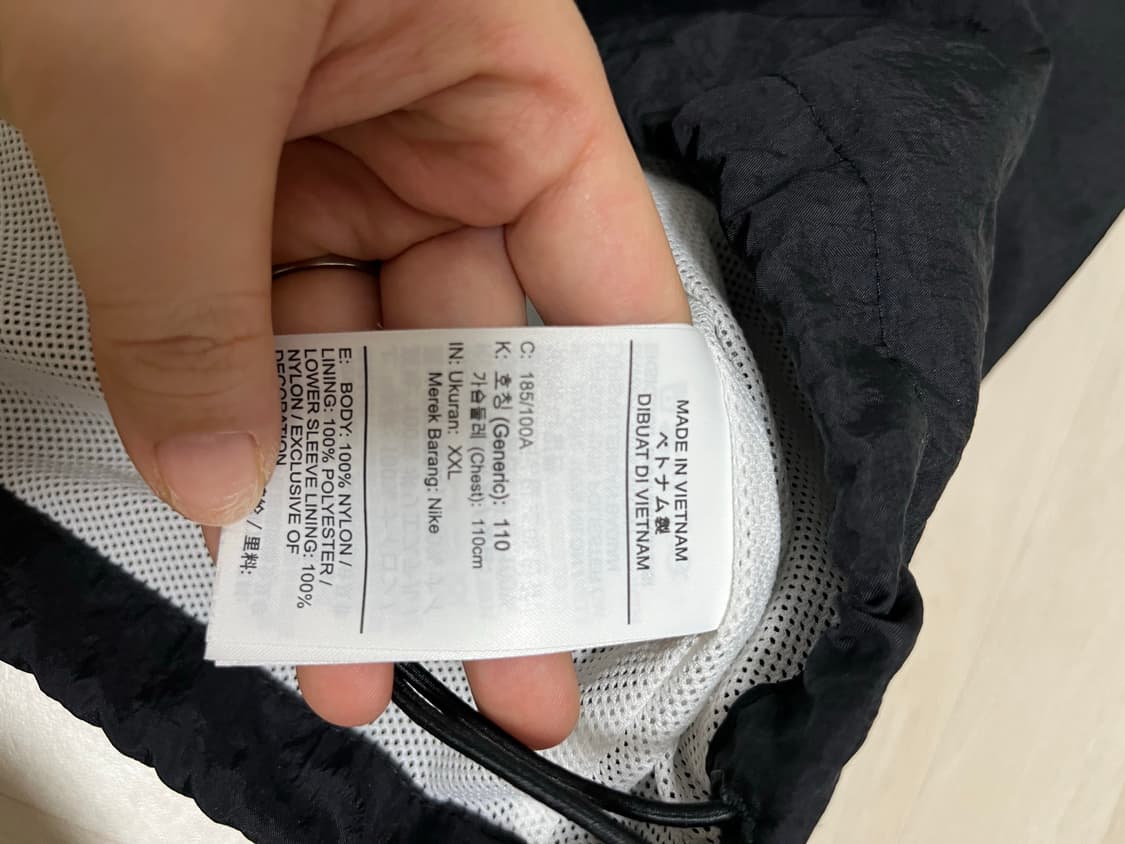 MADE IN VIETNAM
ベトナム製
DIBUAT DI VIETNAM
C: 185/100A
K: 호칭 (Generic): 110
가슴둘레 (Chest): 110cm
IN: Ukuran: XXL
Merek Barang: Nike
E: BODY: 100% NYLON /
LINING: 100% POLYESTER /
LOWER SLEEVE LINING: 100%
NYLON / EXCLUSIVE OF
DECORATION
/ 里料: